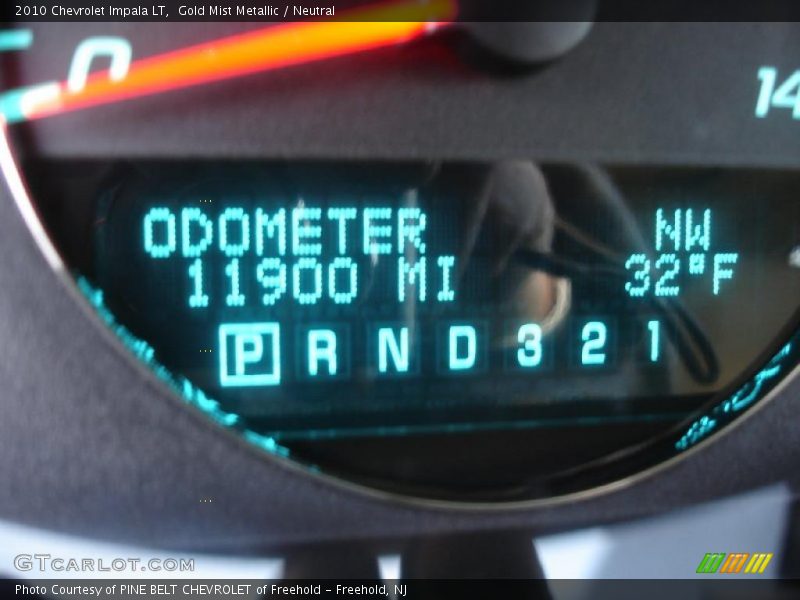 2010 Chevrolet Impala LT, Gold Mist Metallic / Neutral
0
14
ODOMETER NW
11900 MI 32°F
P R N D 3 2 1
GTCARLOT.COM
Photo Courtesy of PINE BELT CHEVROLET of Freehold - Freehold, NJ